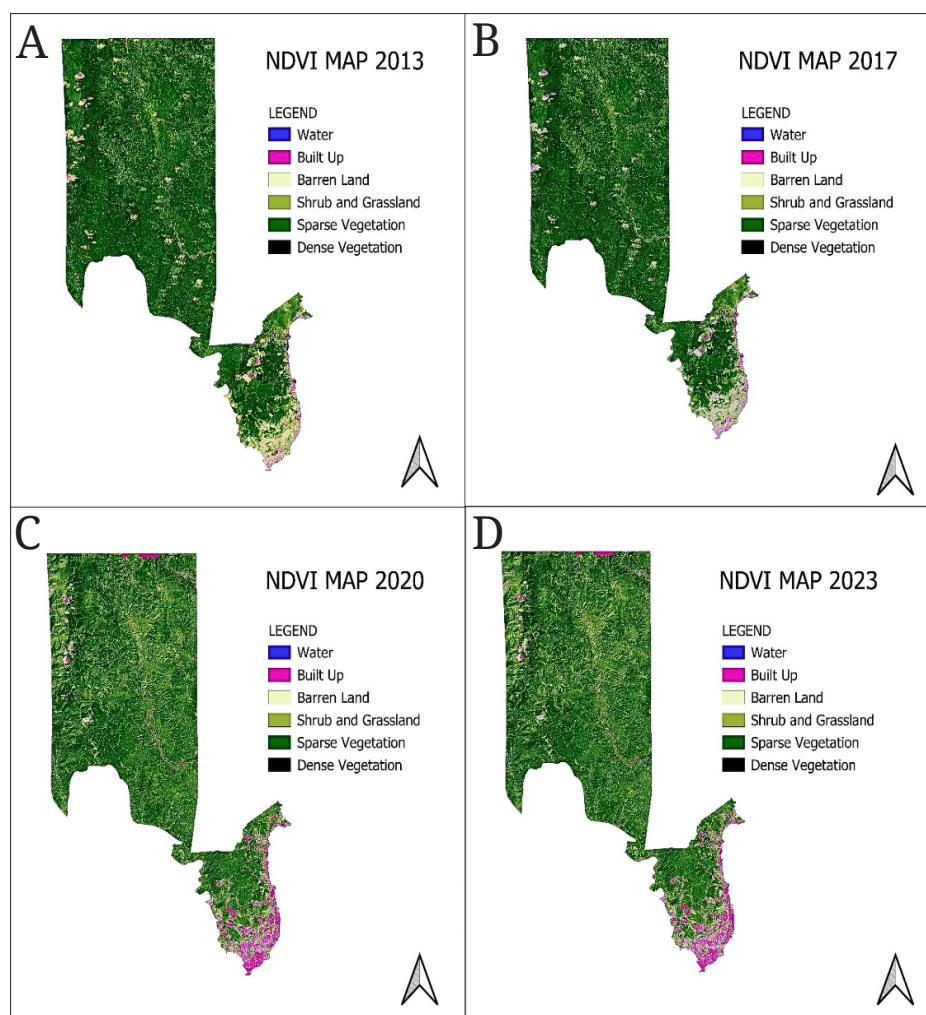 A
NDVI MAP 2013
LEGEND
Water
Built Up
Barren Land
Shrub and Grassland
Sparse Vegetation
Dense Vegetation
B
NDVI MAP 2017
LEGEND
Water
Built Up
Barren Land
Shrub and Grassland
Sparse Vegetation
Dense Vegetation
C
NDVI MAP 2020
LEGEND
Water
Built Up
Barren Land
Shrub and Grassland
Sparse Vegetation
Dense Vegetation
D
NDVI MAP 2023
LEGEND
Water
Built Up
Barren Land
Shrub and Grassland
Sparse Vegetation
Dense Vegetation